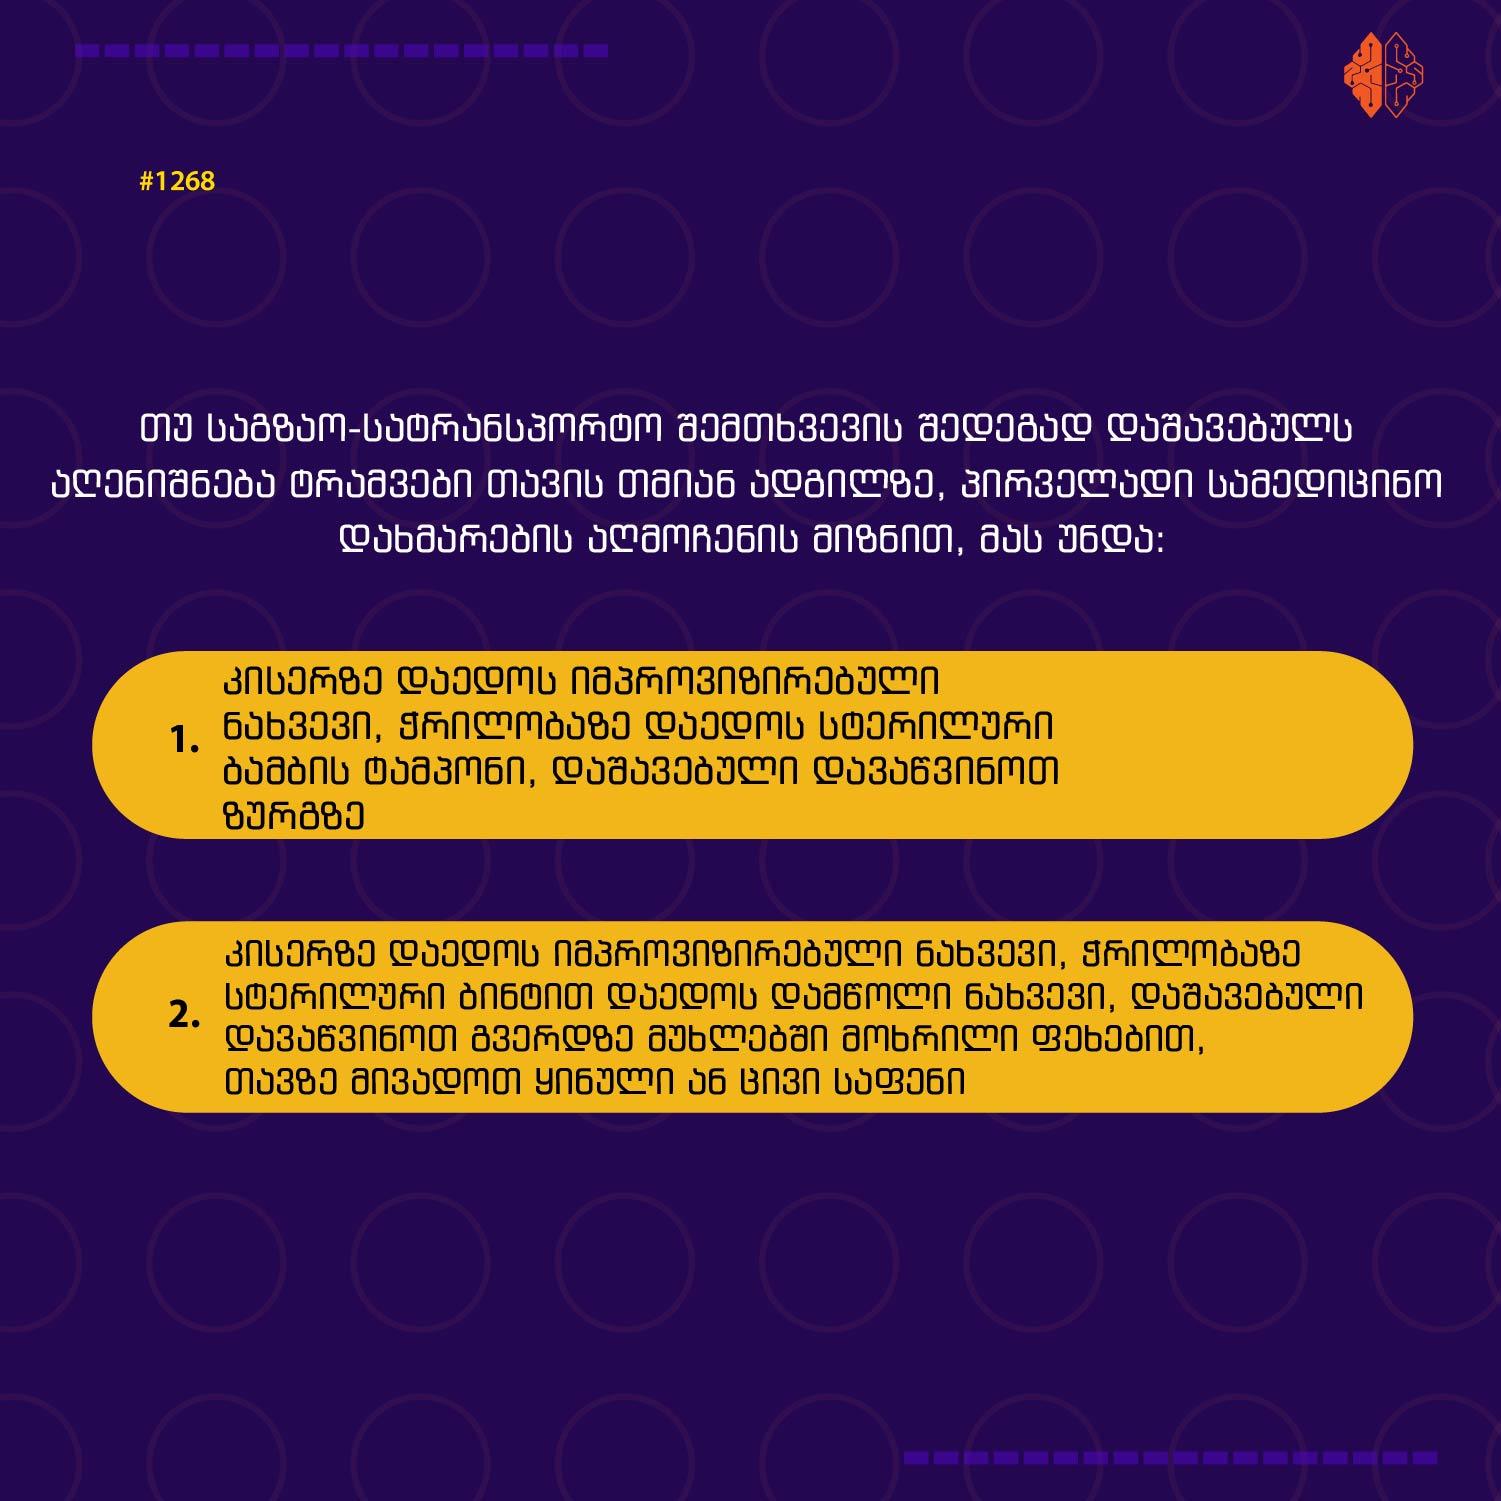 #1268
თუ საგზაო-სატრანსპორტო შემთხვევის შედეგად დაშავებულს
აღენიშნება ტრამვები თავის თმიან ადგილზე, პირველადი სამედიცინო
დახმარების აღმოჩენის მიზნით, მას უნდა:
1. კისერზე დაედოს იმპროვიზირებული
ნახვევი, ჭრილობაზე დაედოს სტერილური
ბამბის ტამპონი, დაშავებული დავაწვინოთ
ზურგზე
2. კისერზე დაედოს იმპროვიზირებული ნახვევი, ჭრილობაზე
სტერილური ბინტით დაედოს დამწოლი ნახვევი, დაშავებული
დავაწვინოთ გვერდზე მუხლებში მოხრილი ფეხებით,
თავზე მივადოთ ყინული ან ცივი საფენი